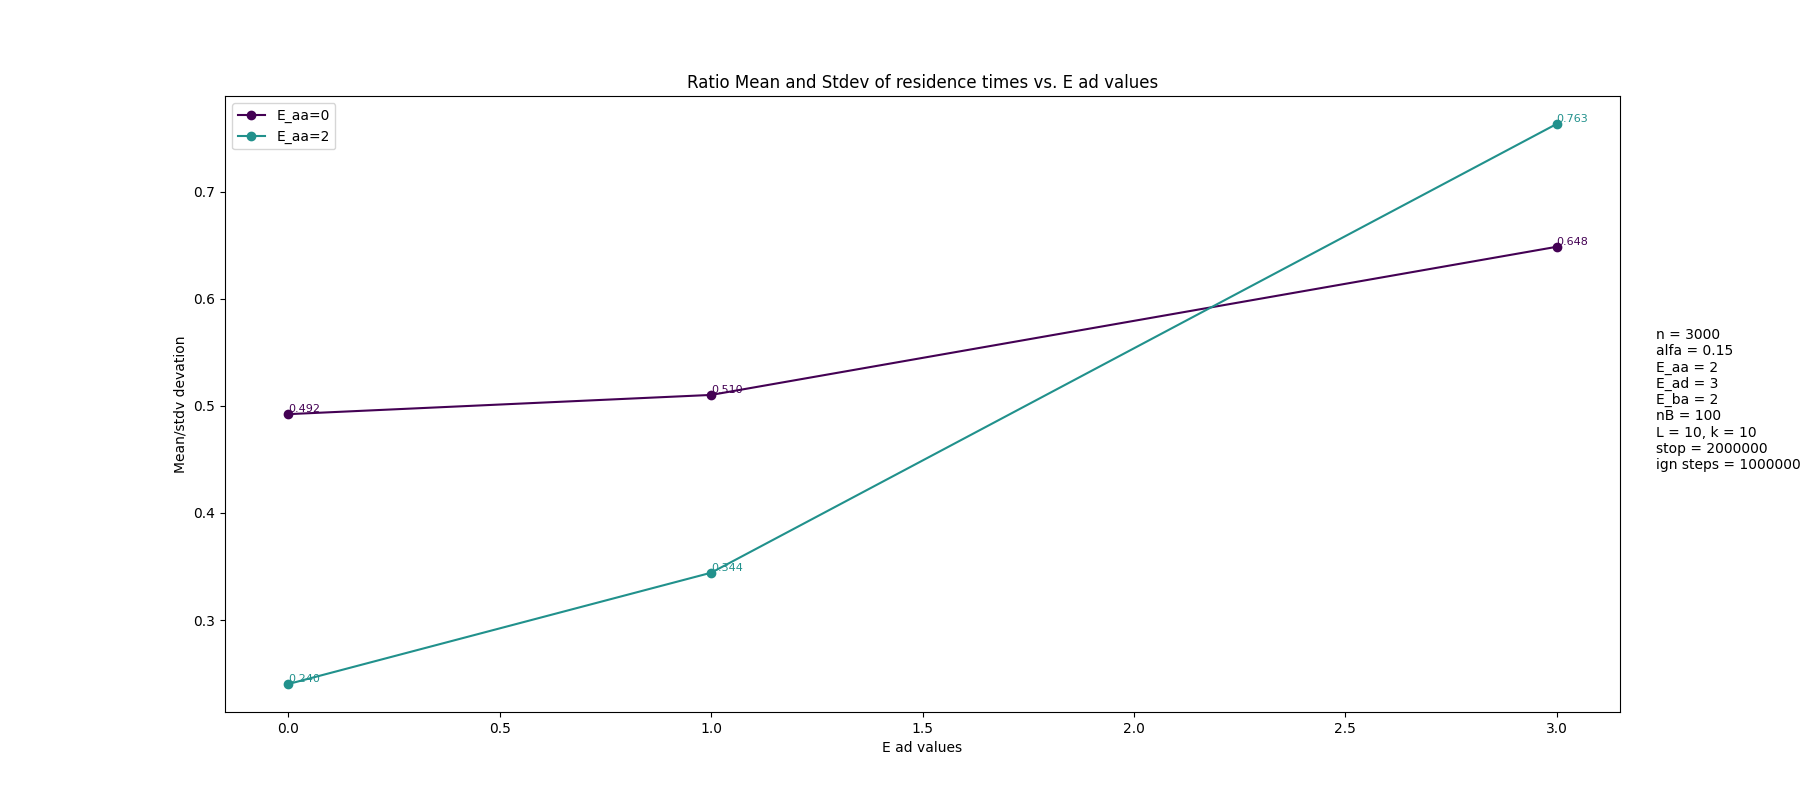 Ratio Mean and Stdev of residence times vs. E ad values
E_aa=0
E_aa=2
0.763
0.648
0.510
0.492
0.344
0.240
Mean/stdv devation
0.7
0.6
0.5
0.4
0.3
0.0 0.5 1.0 1.5 2.0 2.5 3.0
E ad values
n = 3000
alfa = 0.15
E_aa = 2
E_ad = 3
E_ba = 2
nB = 100
L = 10, k = 10
stop = 2000000
ign steps = 1000000